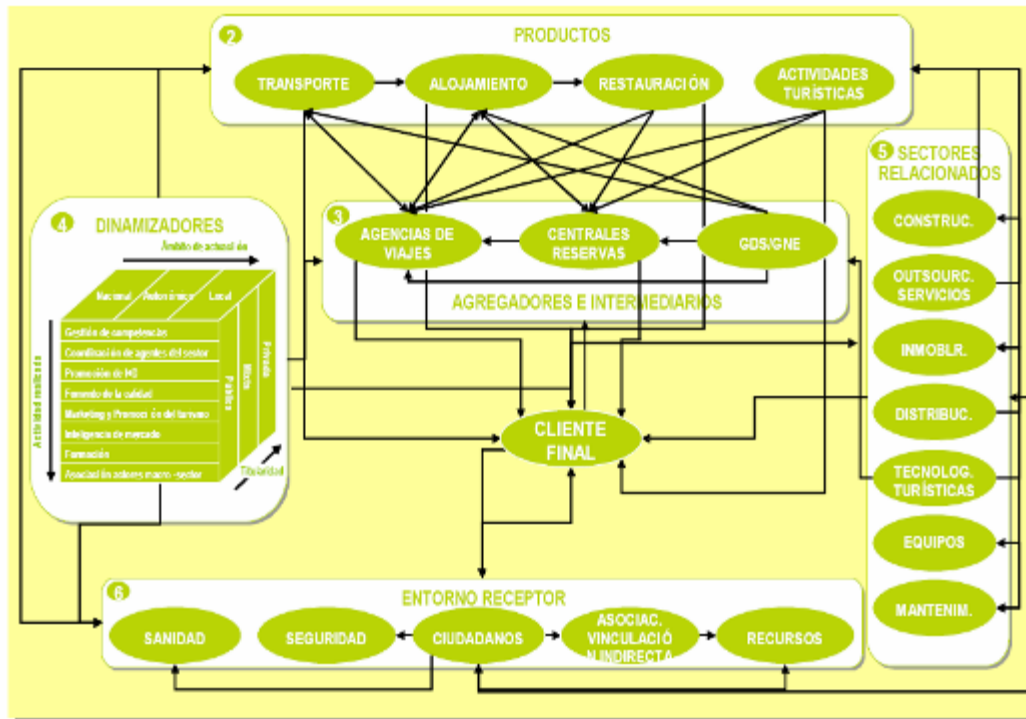 2
PRODUCTOS
TRANSPORTE
ALOJAMIENTO
RESTAURACIÓN
ACTIVIDADES
TURÍSTICAS
5
SECTORES
RELACIONADOS
CONSTRUC.
OUTSOURC.
SERVICIOS
INMOBLR.
DISTRIBUC.
TECNOLOG.
TURÍSTICAS
EQUIPOS
MANTENIM.
4
DINAMIZADORES
Ámbito de actuación
Nacional
Autonómico
Local
Actividad realizada
Gestión de competencias
Coordinación de agentes del sector
Promoción de
Fomento de la calidad
Marketing y Promoción del turismo
Inteligencia de mercado
Formación
Asociación actores macro-sector
Pública
Mixta
Privada
Titularidad
3
AGENCIAS DE
VIAJES
CENTRALES
RESERVAS
GDS/GNE
AGREGADORES E INTERMEDIARIOS
CLIENTE
FINAL
6
ENTORNO RECEPTOR
SANIDAD
SEGURIDAD
CIUDADANOS
ASOCIAC.
VINCULACIÓ
N.INDIRECTA
RECURSOS